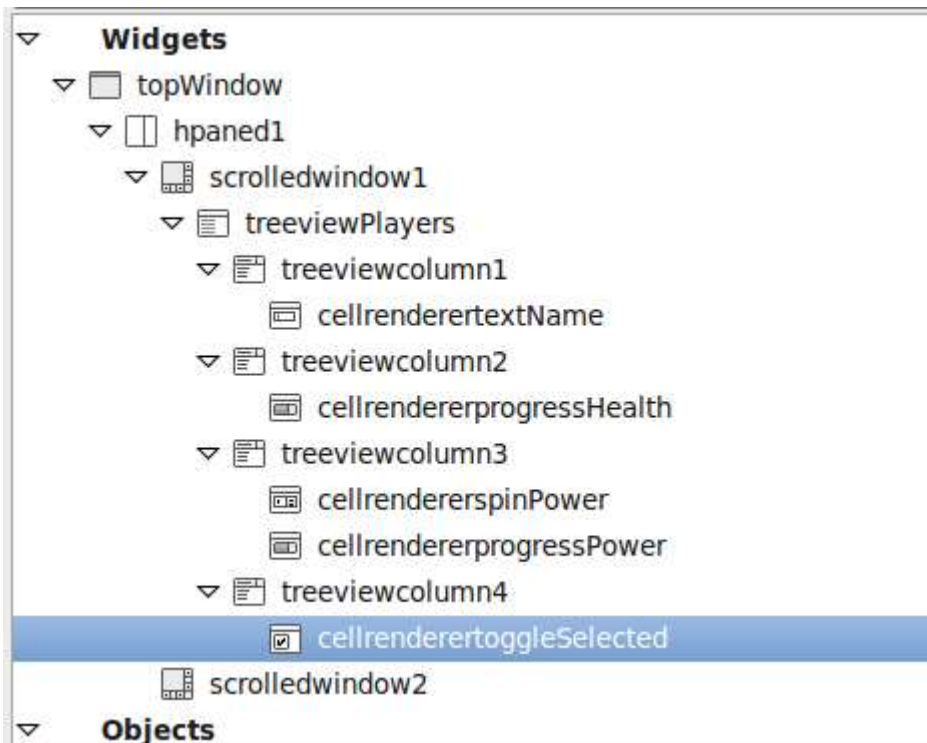 Widgets
topWindow
hpaned1
scrolledwindow1
treeviewPlayers
treeviewcolumn1
cellrenderertextName
treeviewcolumn2
cellrendererprogressHealth
treeviewcolumn3
cellrendererspinPower
cellrendererprogressPower
treeviewcolumn4
cellrenderertoggleSelected
scrolledwindow2
Objects